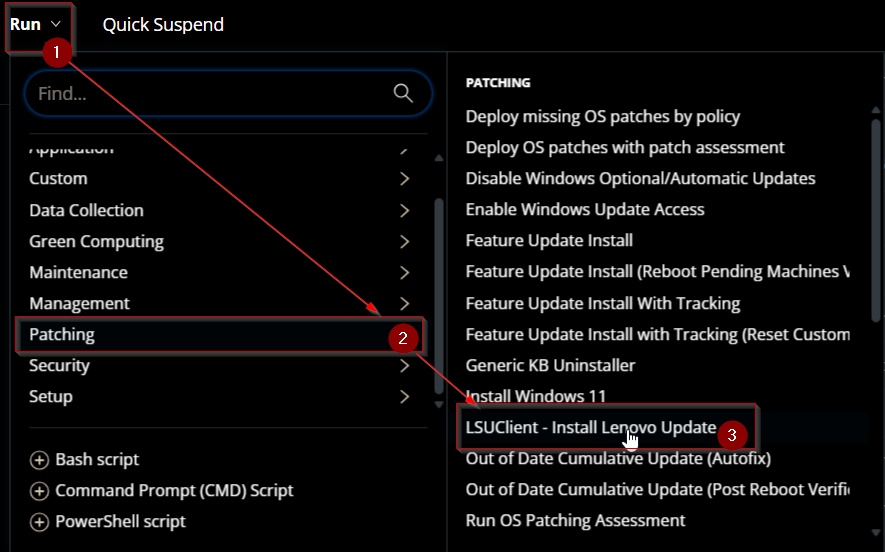 Run
Quick Suspend
1
Find...
Application
Custom
Data Collection
Green Computing
Maintenance
Management
Patching
2
Security
Setup
Bash script
Command Prompt (CMD) Script
PowerShell script
PATCHING
Deploy missing OS patches by policy
Deploy OS patches with patch assessment
Disable Windows Optional/Automatic Updates
Enable Windows Update Access
Feature Update Install
Feature Update Install (Reboot Pending Machines V
Feature Update Install With Tracking
Feature Update Install with Tracking (Reset Custom
Generic KB Uninstaller
Install Windows 11
LSUClient - Install Lenovo Update
3
Out of Date Cumulative Update (Autofix)
Out of Date Cumulative Update (Post Reboot Verifi
Run OS Patching Assessment